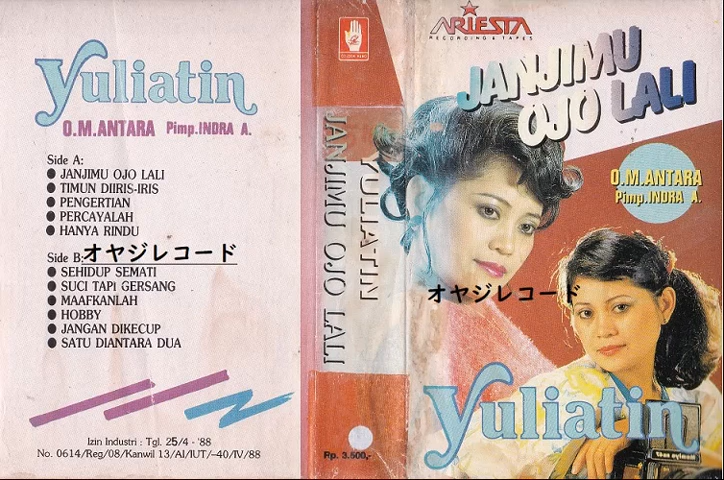 Yuliatin
O.M.ANTARA Pimp.INDRA A.
Side A:
● JANJIMU OJO LALI
● TIMUN DIIRIS-IRIS
● PENGERTIAN
● PERCAYALAH
● HANYA RINDU
Side B:
オヤジレコード
● SEHIDUP SEMATI
● SUCI TAPI GERSANG
● MAAFKANLAH
● HOBBY
● JANGAN DIKECUP
● SATU DIANTARA DUA
Izin Industri : Tgl. 25/4 - '88
No. 0614/Reg/08/Kanwil 13/AI/IUT/-40/IV/88
YULIATIN
JANJIMU OJO LALI
Rp. 3.500,-
ARIESTA
RECORDING & TAPES
JANJIMU
OJO LALI
O.M.ANTARA
Pimp.INDRA A.
オヤジレコード
Yuliatin